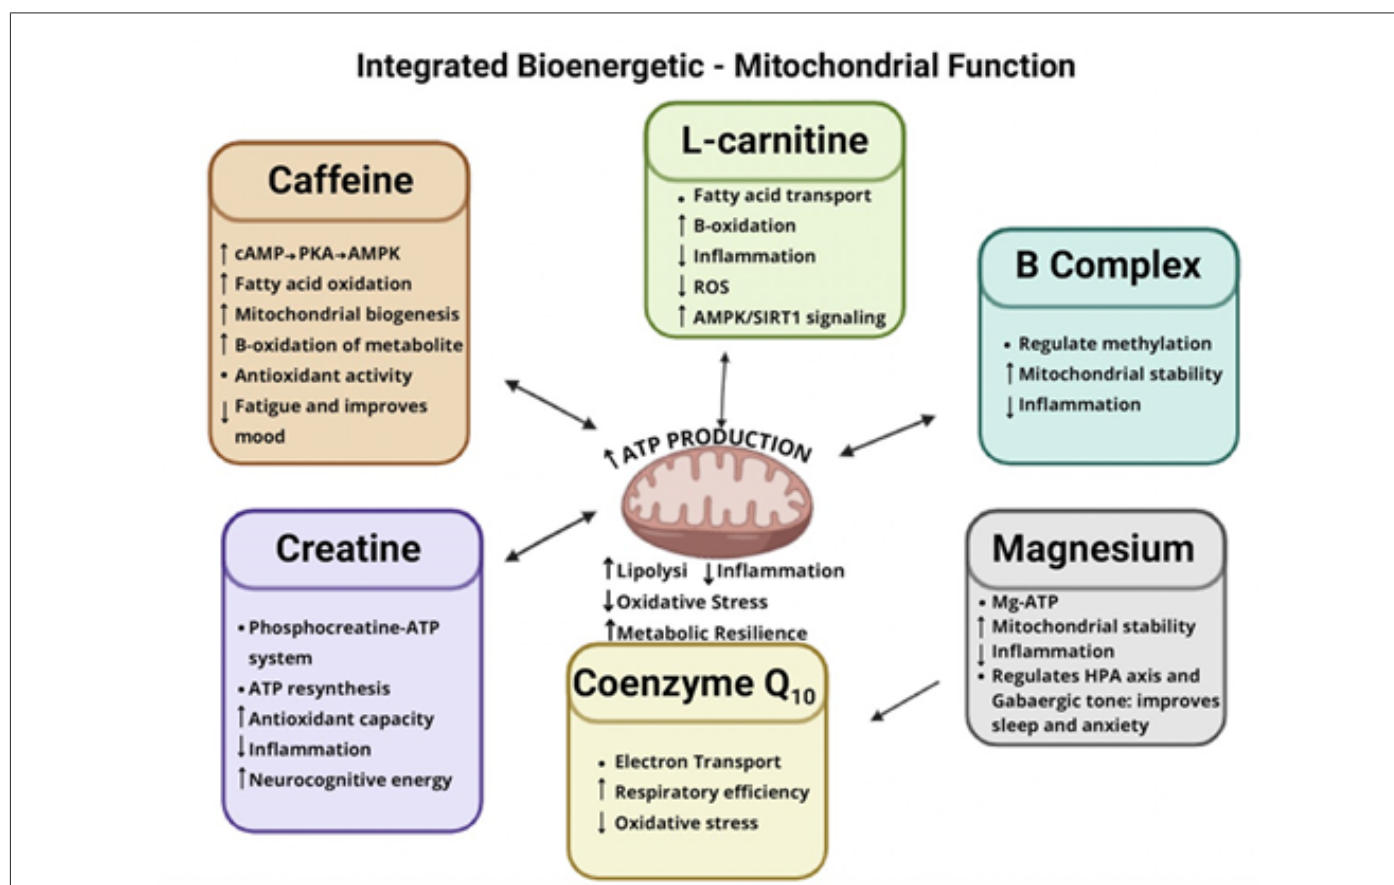 Integrated Bioenergetic - Mitochondrial Function
L-carnitine
• Fatty acid transport
↑ B-oxidation
↓ Inflammation
↓ ROS
↑ AMPK/SIRT1 signaling
Caffeine
↑ cAMP→PKA→AMPK
↑ Fatty acid oxidation
↑ Mitochondrial biogenesis
↑ B-oxidation of metabolite
• Antioxidant activity
↓ Fatigue and improves
mood
B Complex
• Regulate methylation
↑ Mitochondrial stability
↓ Inflammation
↑ ATP PRODUCTION
↑Lipolysi ↓Inflammation
↓Oxidative Stress
↑Metabolic Resilience
Creatine
• Phosphocreatine-ATP
system
• ATP resynthesis
↑Antioxidant capacity
↓Inflammation
↑Neurocognitive energy
Magnesium
• Mg-ATP
↑ Mitochondrial stability
↓ Inflammation
• Regulates HPA axis and
Gabaergic tone: improves
sleep and anxiety
Coenzyme Q₁₀
• Electron Transport
↑ Respiratory efficiency
↓ Oxidative stress